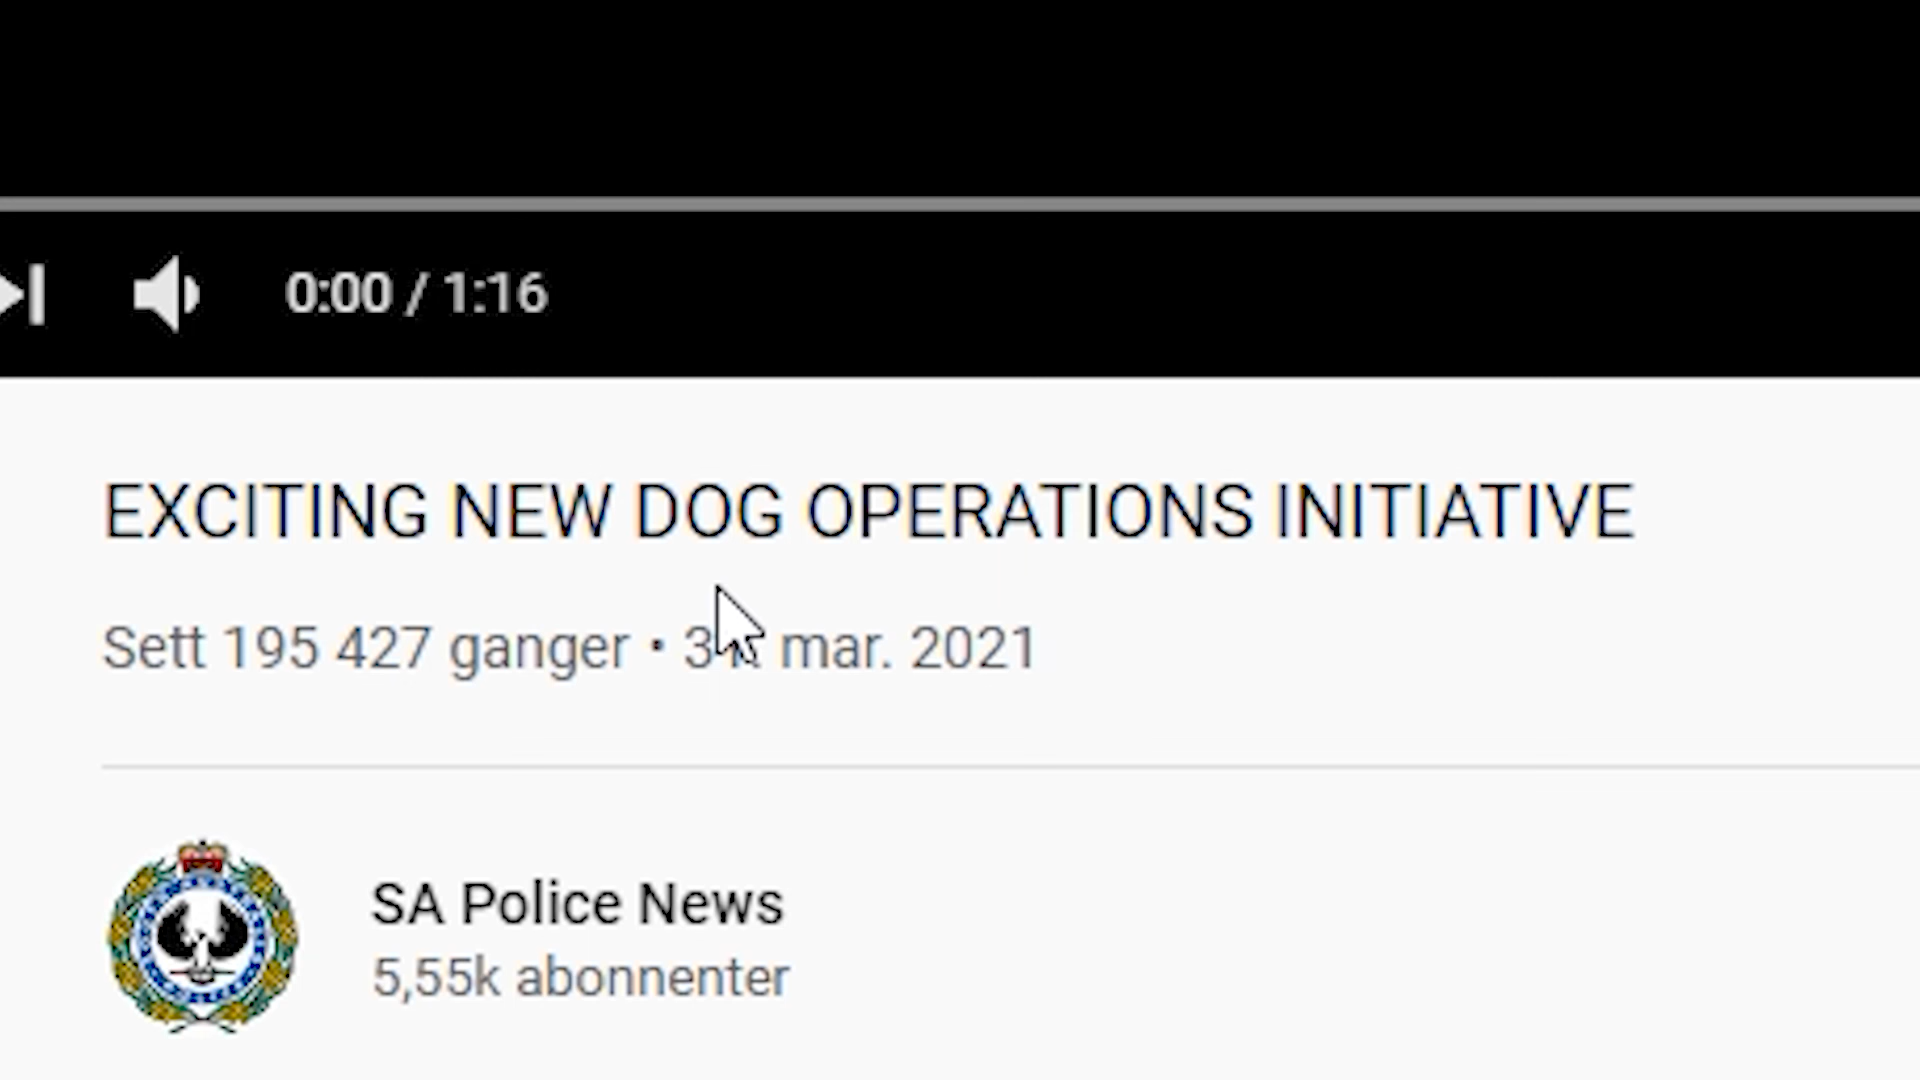 0:00 / 1:16
EXCITING NEW DOG OPERATIONS INITIATIVE
Sett 195 427 ganger • mar. 2021
SA Police News
5,55k abonnenter